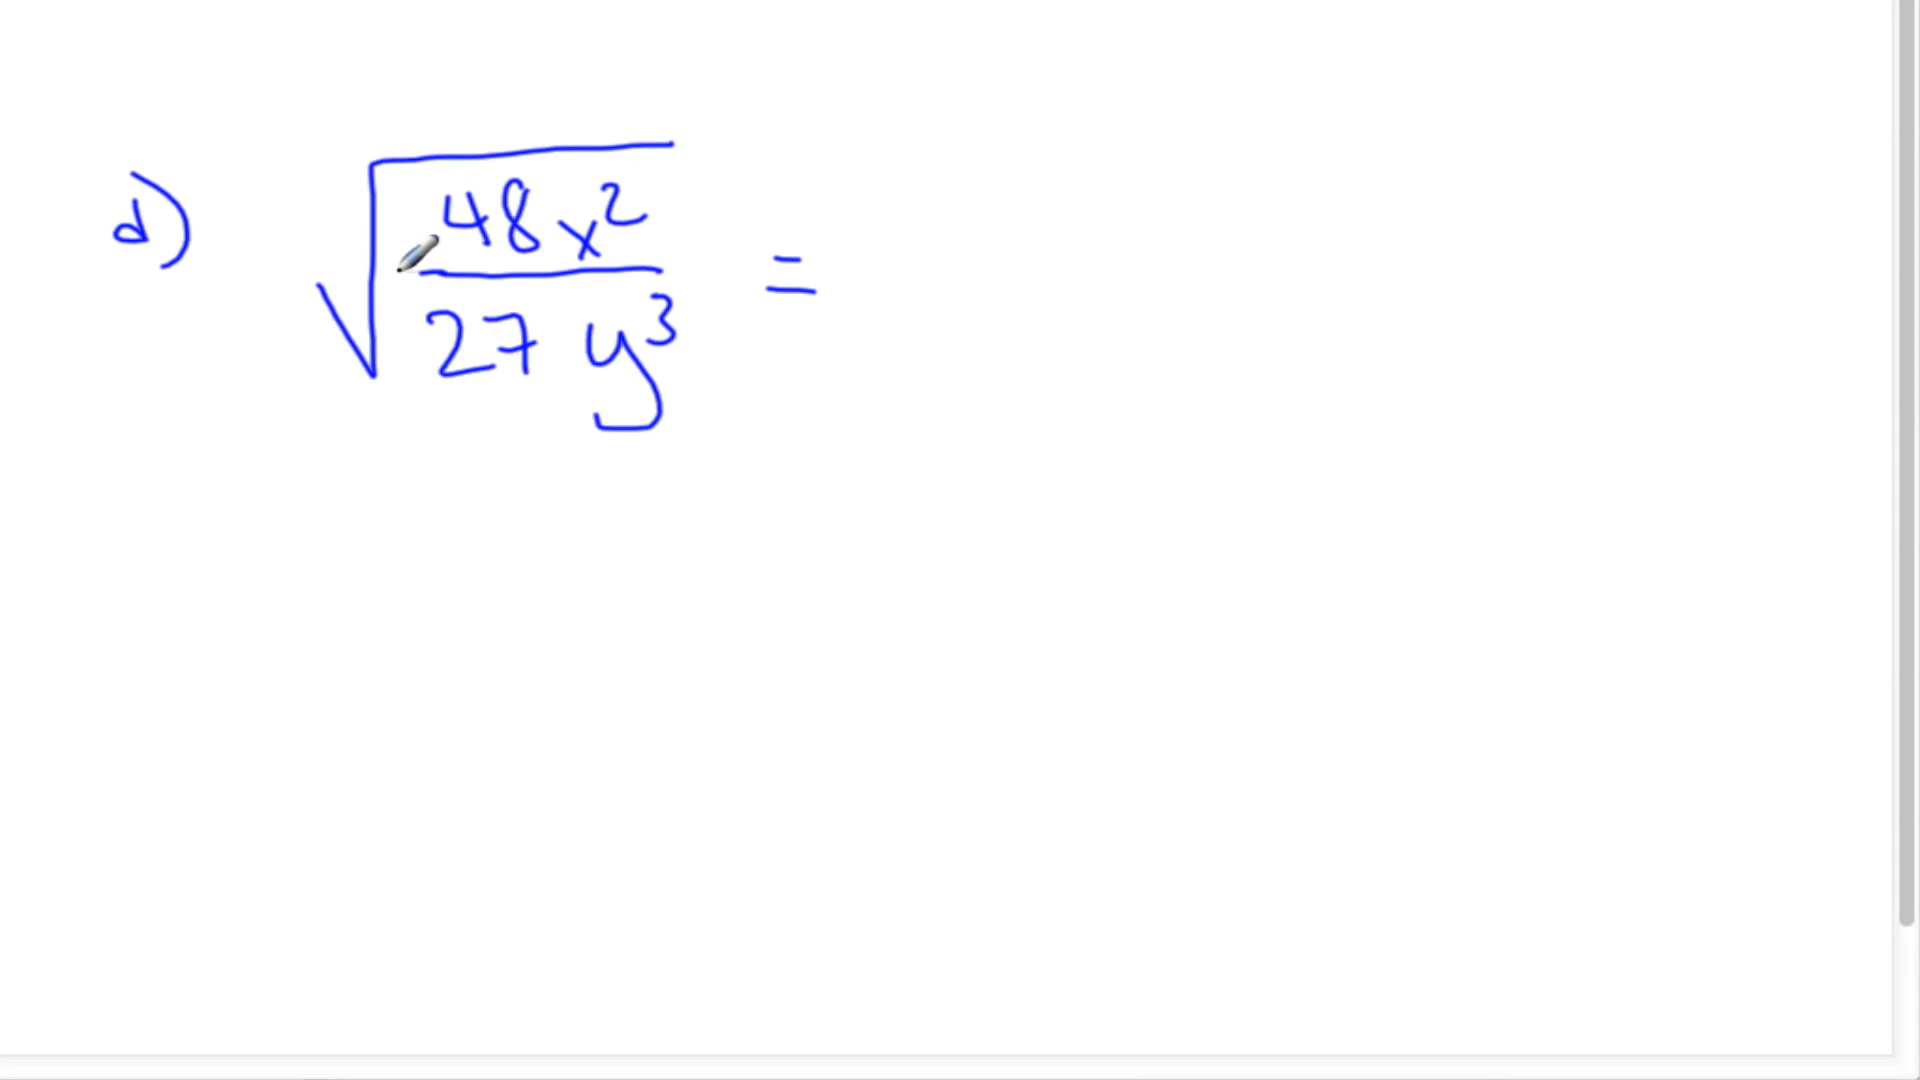 d) √(48x²
27y³) =